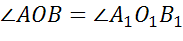 ∠AOB = ∠A₁O₁B₁